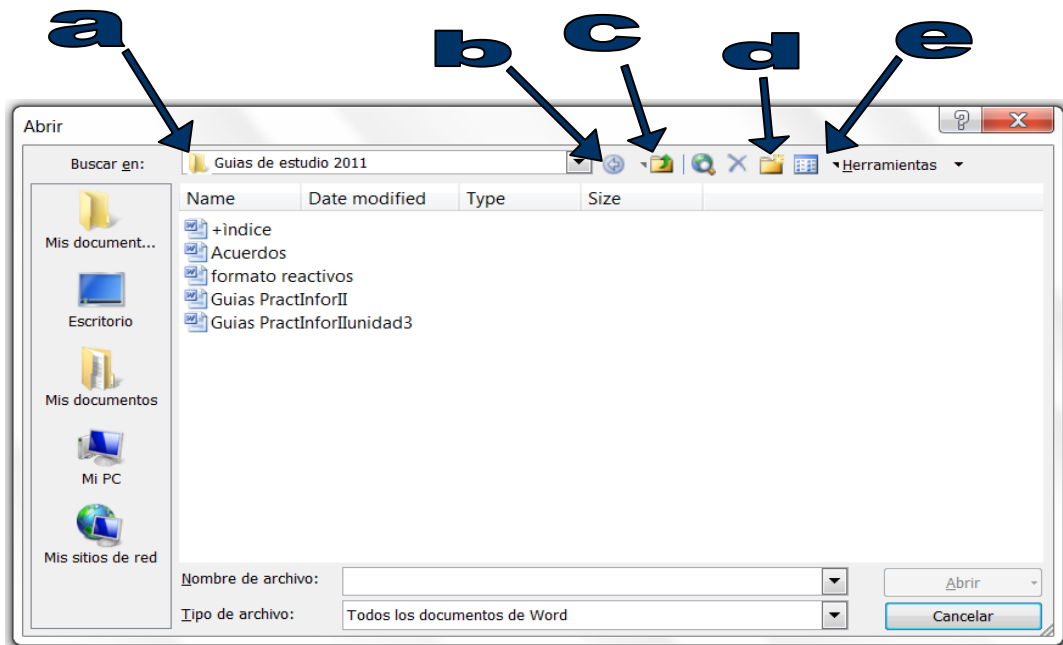 a
b
c
d
e
Abrir
Buscar en:
Guias de estudio 2011
Herramientas
Name Date modified Type Size
+ìndice
Acuerdos
formato reactivos
Guias PractInforII
Guias PractInforIIunidad3
Mis document...
Escritorio
Mis documentos
Mi PC
Mis sitios de red
Nombre de archivo:
Abrir
Tipo de archivo: Todos los documentos de Word
Cancelar